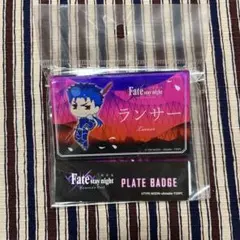 Fate
stay night
ランサー
Lancer
Fate
stay night
PLATE BADGE